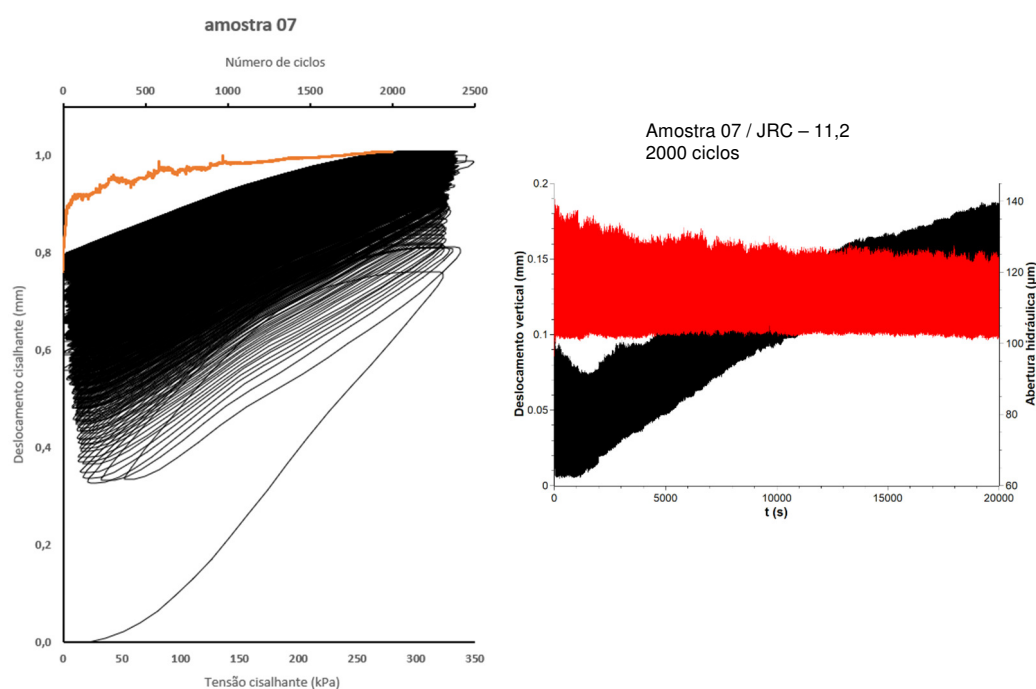 amostra 07
Número de ciclos
0 500 1000 1500 2000 2500
1,0
0,8
0,6
0,4
0,2
0,0
Deslocamento cisalhante (mm)
0 50 100 150 200 250 300 350
Tensão cisalhante (kPa)
Amostra 07 / JRC – 11,2
2000 ciclos
0.2
0.15
0.1
0.05
0
Deslocamento vertical (mm)
140
120
100
80
60
Abertura hidráulica (μm)
0 5000 10000 15000 20000
t (s)